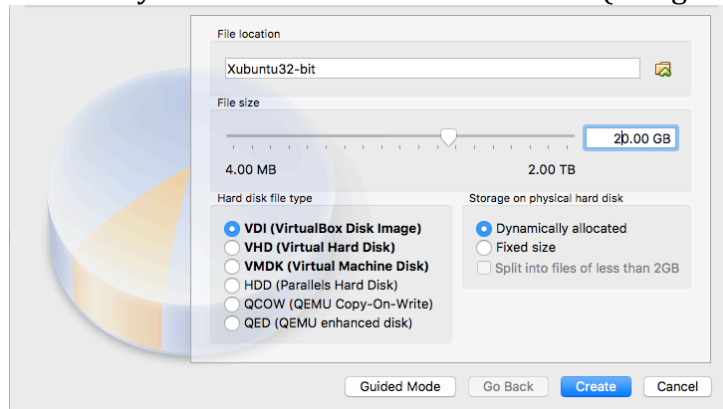 File location
Xubuntu32-bit
File size
20.00 GB
4.00 MB 2.00 TB
Hard disk file type
VDI (VirtualBox Disk Image)
VHD (Virtual Hard Disk)
VMDK (Virtual Machine Disk)
HDD (Parallels Hard Disk)
QCOW (QEMU Copy-On-Write)
QED (QEMU enhanced disk)
Storage on physical hard disk
Dynamically allocated
Fixed size
Split into files of less than 2GB
Guided Mode Go Back Create Cancel